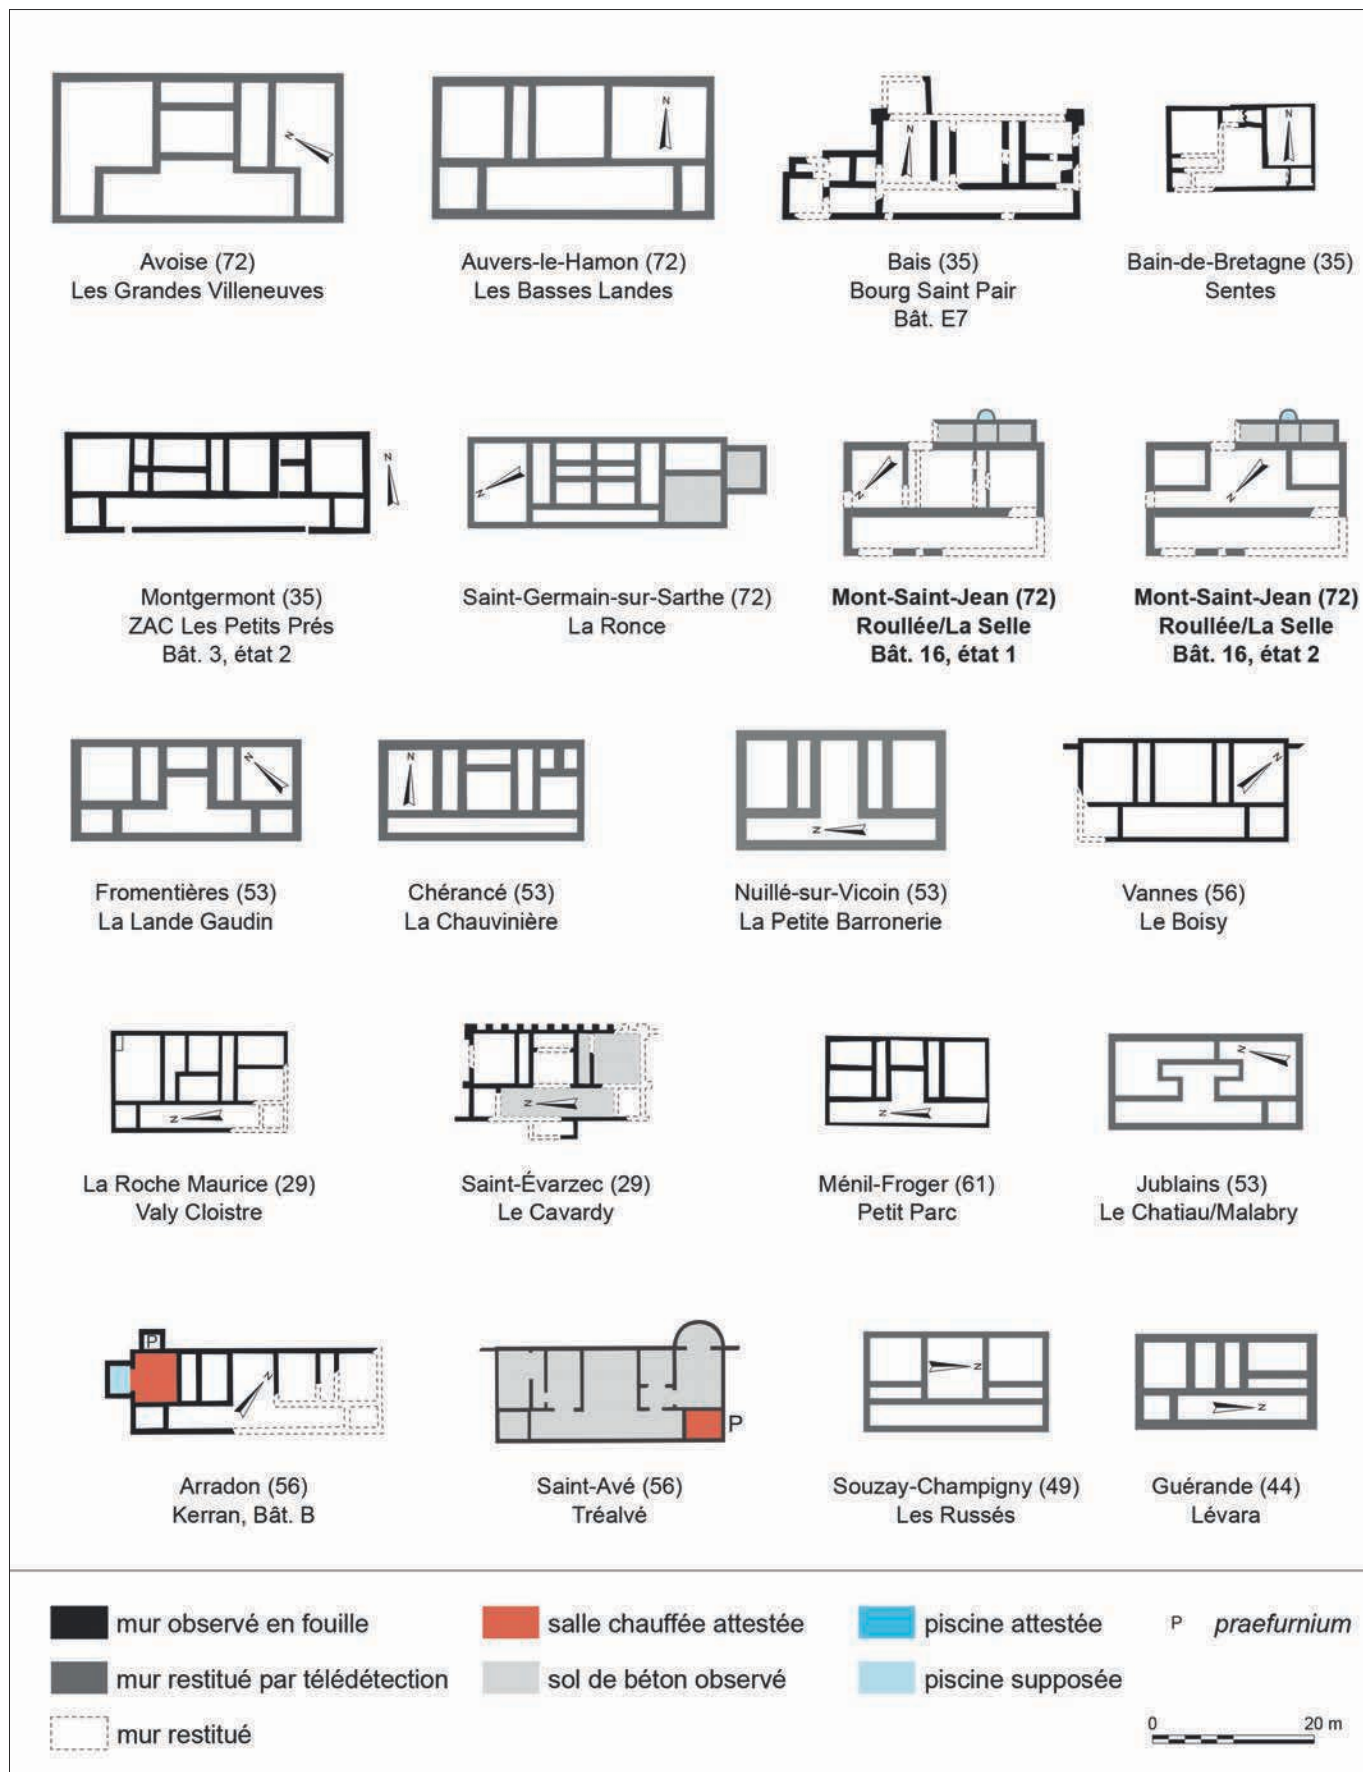 Avoise (72)
Les Grandes Villeneuves
N
Auvers-le-Hamon (72)
Les Basses Landes
N
Bais (35)
Bourg Saint Pair
Bât. E7
N
Bain-de-Bretagne (35)
Sentes
N
Montgermont (35)
ZAC Les Petits Prés
Bât. 3, état 2
N
Saint-Germain-sur-Sarthe (72)
La Ronce
N
Mont-Saint-Jean (72)
Roullée/La Selle
Bât. 16, état 1
N
Mont-Saint-Jean (72)
Roullée/La Selle
Bât. 16, état 2
N
Fromentières (53)
La Lande Gaudin
N
Chérancé (53)
La Chauvinière
N
Nuillé-sur-Vicoin (53)
La Petite Barronerie
N
Vannes (56)
Le Boisy
N
La Roche Maurice (29)
Valy Cloistre
N
Saint-Évarzec (29)
Le Cavardy
N
Ménil-Froger (61)
Petit Parc
N
Jublains (53)
Le Chatiau/Malabry
N
P
Arradon (56)
Kerran, Bât. B
N
P
Saint-Avé (56)
Tréalvé
N
Souzay-Champigny (49)
Les Russés
N
Guérande (44)
Lévara
mur observé en fouille
mur restitué par télédétection
mur restitué
salle chauffée attestée
sol de béton observé
piscine attestée
piscine supposée
P praefurnium
0 20 m